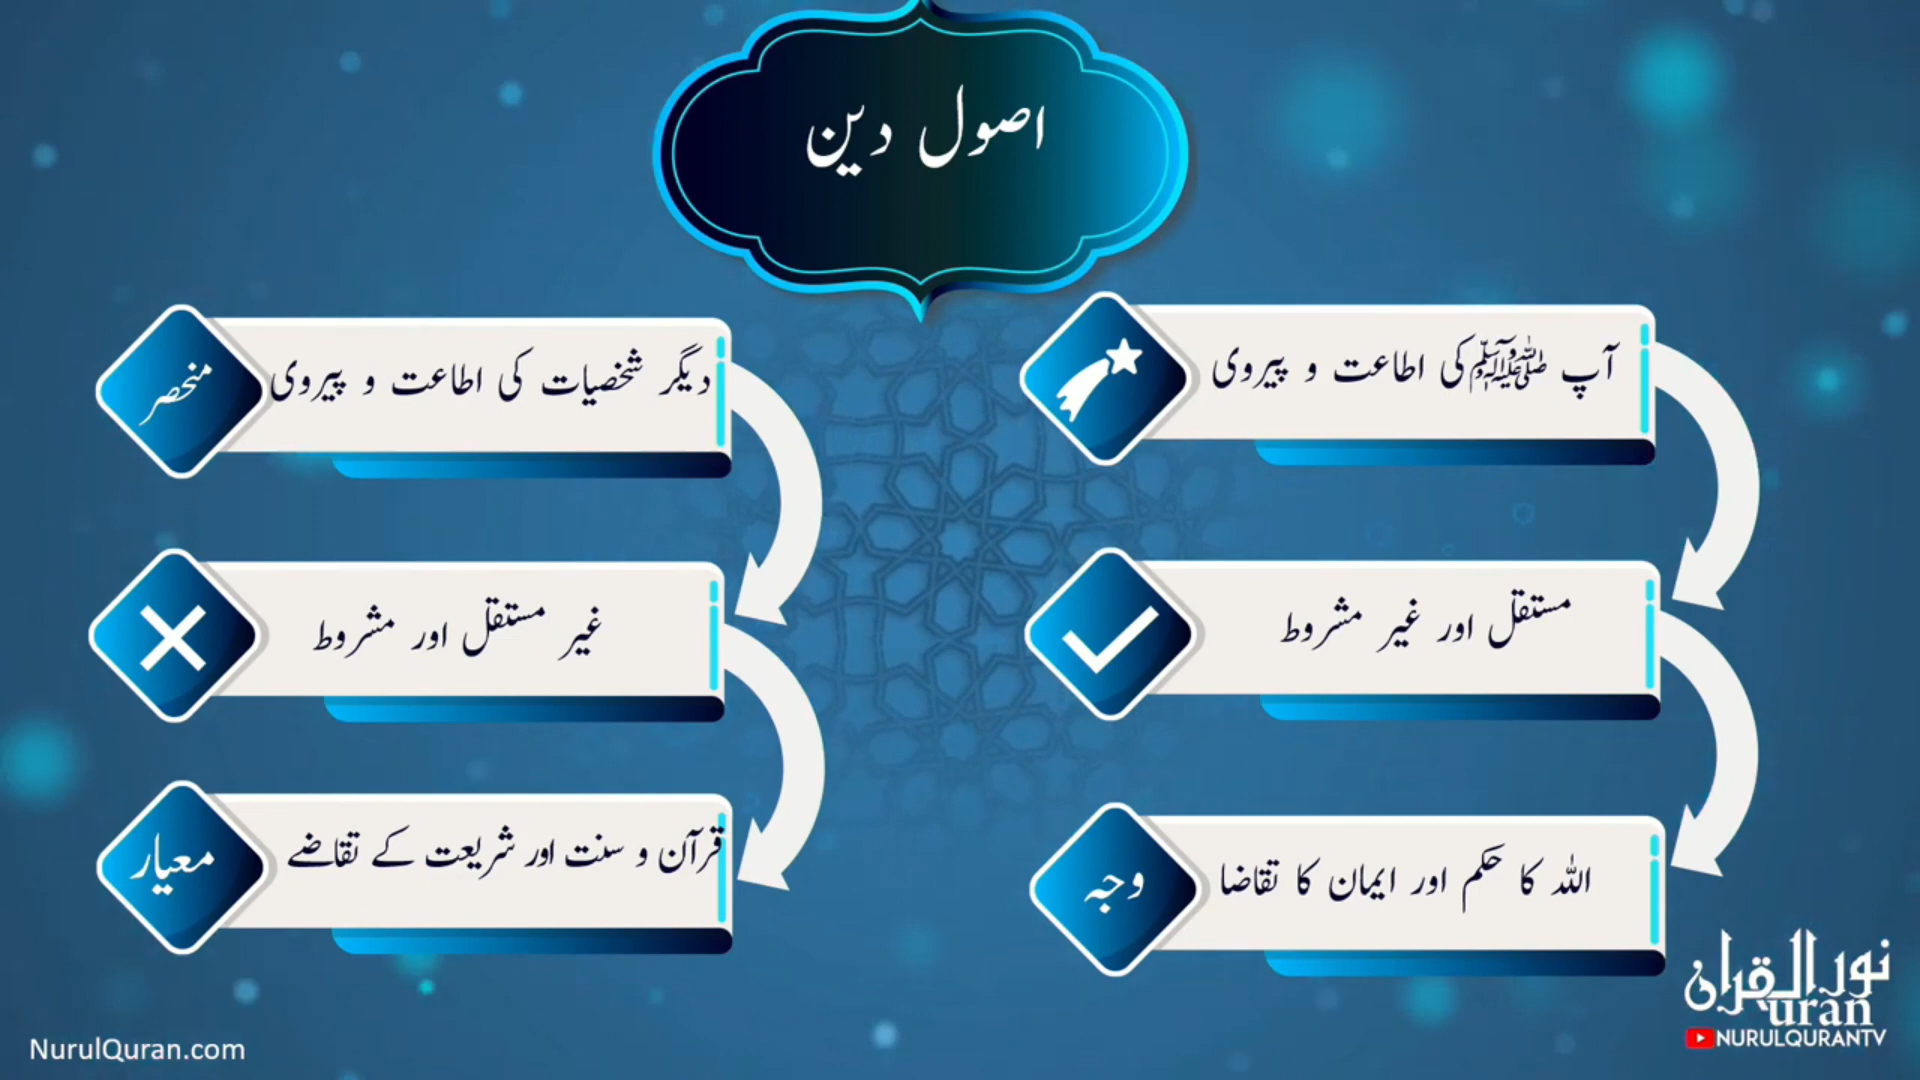 اصول دین
آپ ﷺکی اطاعت و پیروی
مستقل اور غیر مشروط
وجہ
اللہ کا حکم اور ایمان کا تقاضا
منحصر
دیگر شخصیات کی اطاعت و پیروی
غیر مستقل اور مشروط
معیار
قرآن و سنت اور شریعت کے تقاضے
نور القرآن
uran
NURULQURANTV
NurulQuran.com